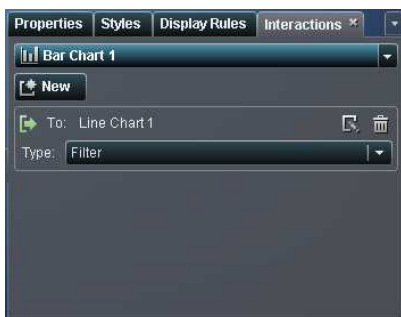 Properties Styles Display Rules Interactions
Bar Chart 1
New
To: Line Chart 1
Type: Filter